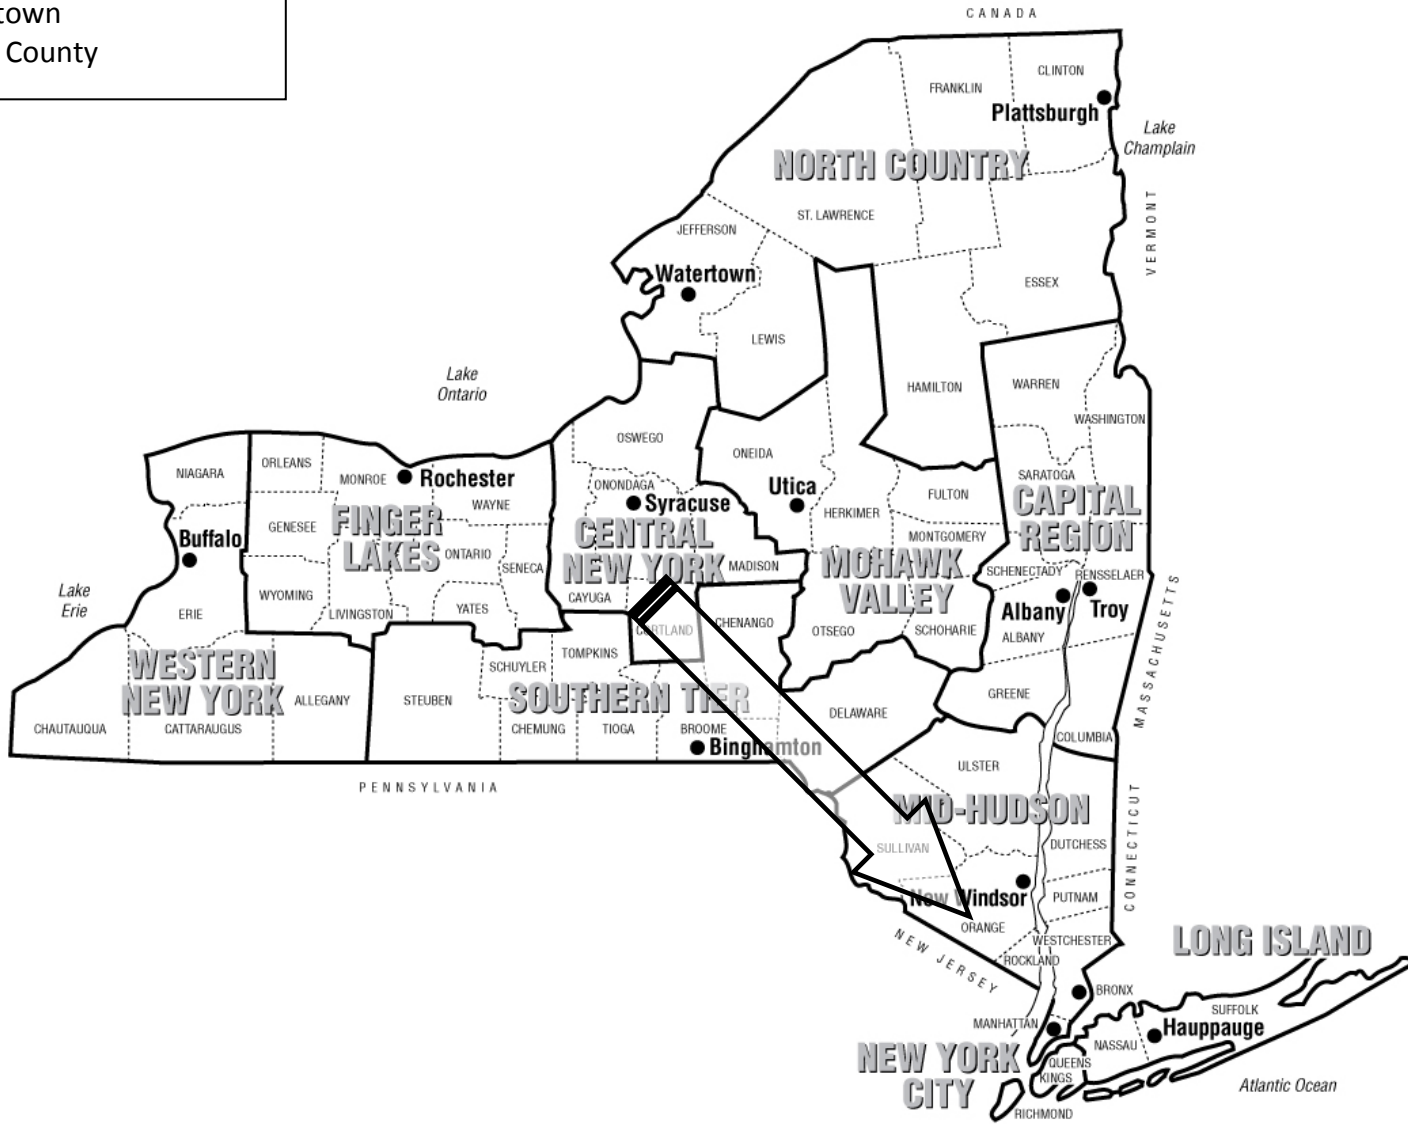 town
County
CANADA
CLINTON
FRANKLIN
Plattsburgh
Lake
Champlain
NORTH COUNTRY
VERMONT
ST. LAWRENCE
JEFFERSON
Watertown
ESSEX
LEWIS
Lake
Ontario
HAMILTON
WARREN
WASHINGTON
OSWEGO
ONEIDA
NIAGARA
ORLEANS
MONROE
Rochester
WAYNE
ONONDAGA
Syracuse
Utica
HERKIMER
FULTON
SARATOGA
CAPITAL
REGION
Buffalo
GENESEE
FINGER
LAKES
ONTARIO
SENECA
CENTRAL
NEW YORK
MADISON
MOHAWK
VALLEY
MONTGOMERY
SCHENECTADY
RENSSELAER
Lake
Erie
ERIE
WYOMING
LIVINGSTON
YATES
CAYUGA
CORTLAND
CHENANGO
OTSEGO
SCHOHARIE
Albany
Troy
ALBANY
MASSACHUSETTS
WESTERN
NEW YORK
SCHUYLER
TOMPKINS
SOUTHERN TIER
CHAUTAUQUA
CATTARAUGUS
ALLEGANY
STEUBEN
CHEMUNG
TIOGA
BROOME
Binghamton
DELAWARE
GREENE
COLUMBIA
PENNSYLVANIA
ULSTER
MID-HUDSON
DUTCHESS
CONNECTICUT
SULLIVAN
New Windsor
PUTNAM
ORANGE
NEW JERSEY
WESTCHESTER
ROCKLAND
LONG ISLAND
BRONX
MANHATTAN
SUFFOLK
Hauppauge
NASSAU
NEW YORK
CITY
QUEENS
KINGS
RICHMOND
Atlantic Ocean